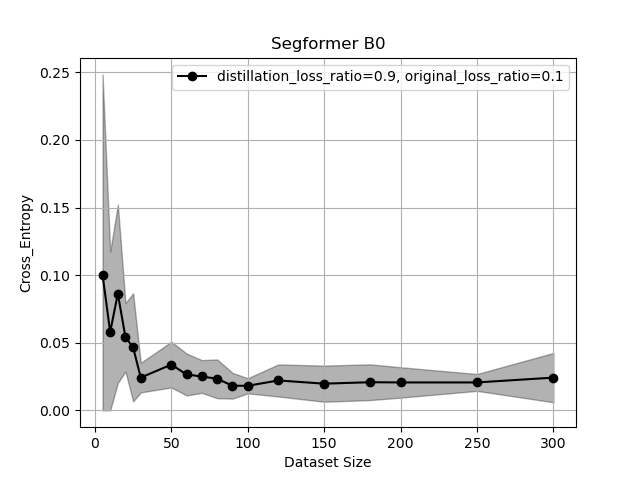 Segformer B0
distillation_loss_ratio=0.9, original_loss_ratio=0.1
0.25
0.20
0.15
0.10
0.05
0.00
Cross_Entropy
0 50 100 150 200 250 300
Dataset Size